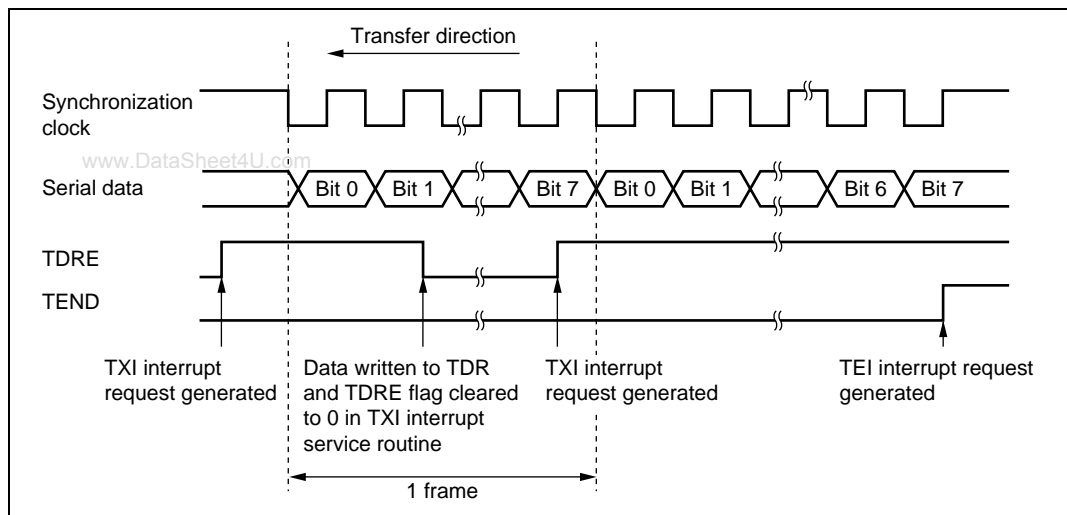 Transfer direction
Synchronization
clock
www.DataSheet4U.com
Serial data
Bit 0
Bit 1
Bit 7
Bit 0
Bit 1
Bit 6
Bit 7
TDRE
TEND
TXI interrupt
request generated
Data written to TDR
and TDRE flag cleared
to 0 in TXI interrupt
service routine
TXI interrupt
request generated
TEI interrupt request
generated
1 frame